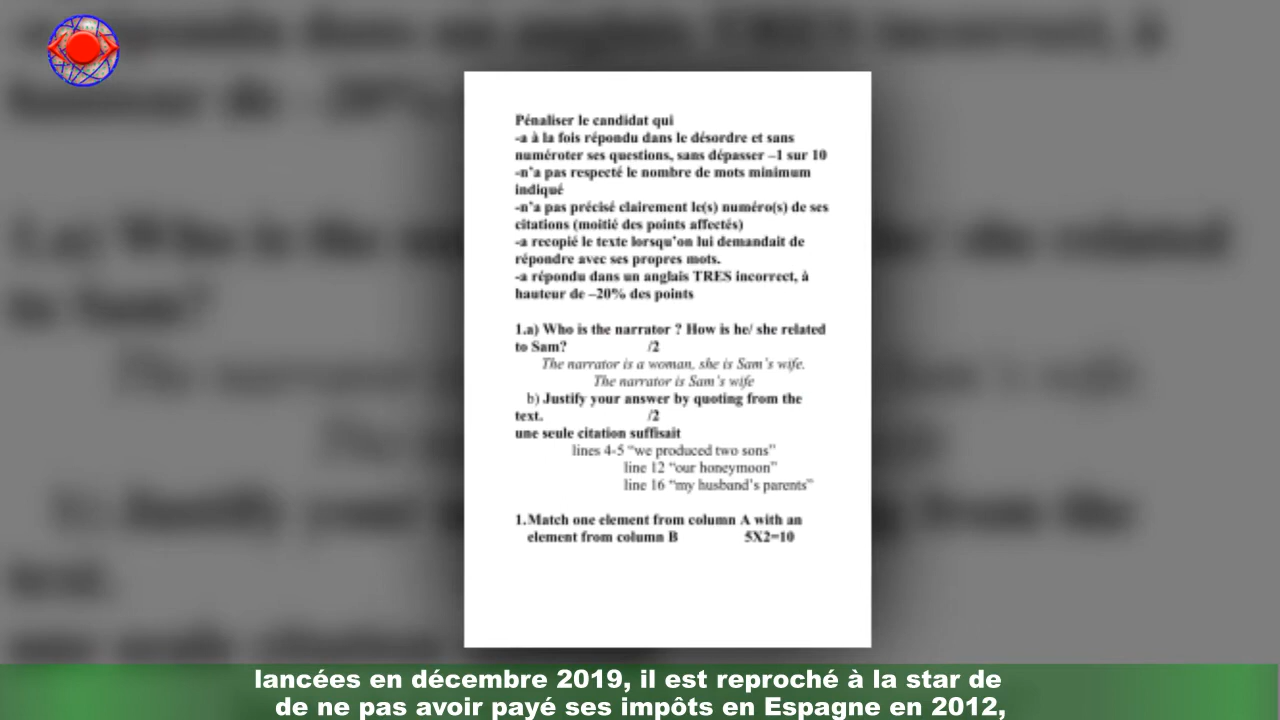 Pénaliser le candidat qui
-a à la fois répondu dans le désordre et sans
numéroter ses questions, sans dépasser –1 sur 10
-n'a pas respecté le nombre de mots minimum
indiqué
-n'a pas précisé clairement le(s) numéro(s) de ses
citations (moitié des points affectés)
-a recopié le texte lorsqu'on lui demandait de
répondre avec ses propres mots.
-a répondu dans un anglais TRES incorrect, à
hauteur de –20% des points
1.a) Who is the narrator ? How is he/ she related
to Sam? /2
The narrator is a woman, she is Sam's wife.
The narrator is Sam's wife
b) Justify your answer by quoting from the
text. /2
une seule citation suffisait
lines 4-5 “we produced two sons”
line 12 “our honeymoon”
line 16 “my husband's parents”
1.Match one element from column A with an
element from column B 5X2=10
lancées en décembre 2019, il est reproché à la star de
de ne pas avoir payé ses impôts en Espagne en 2012,